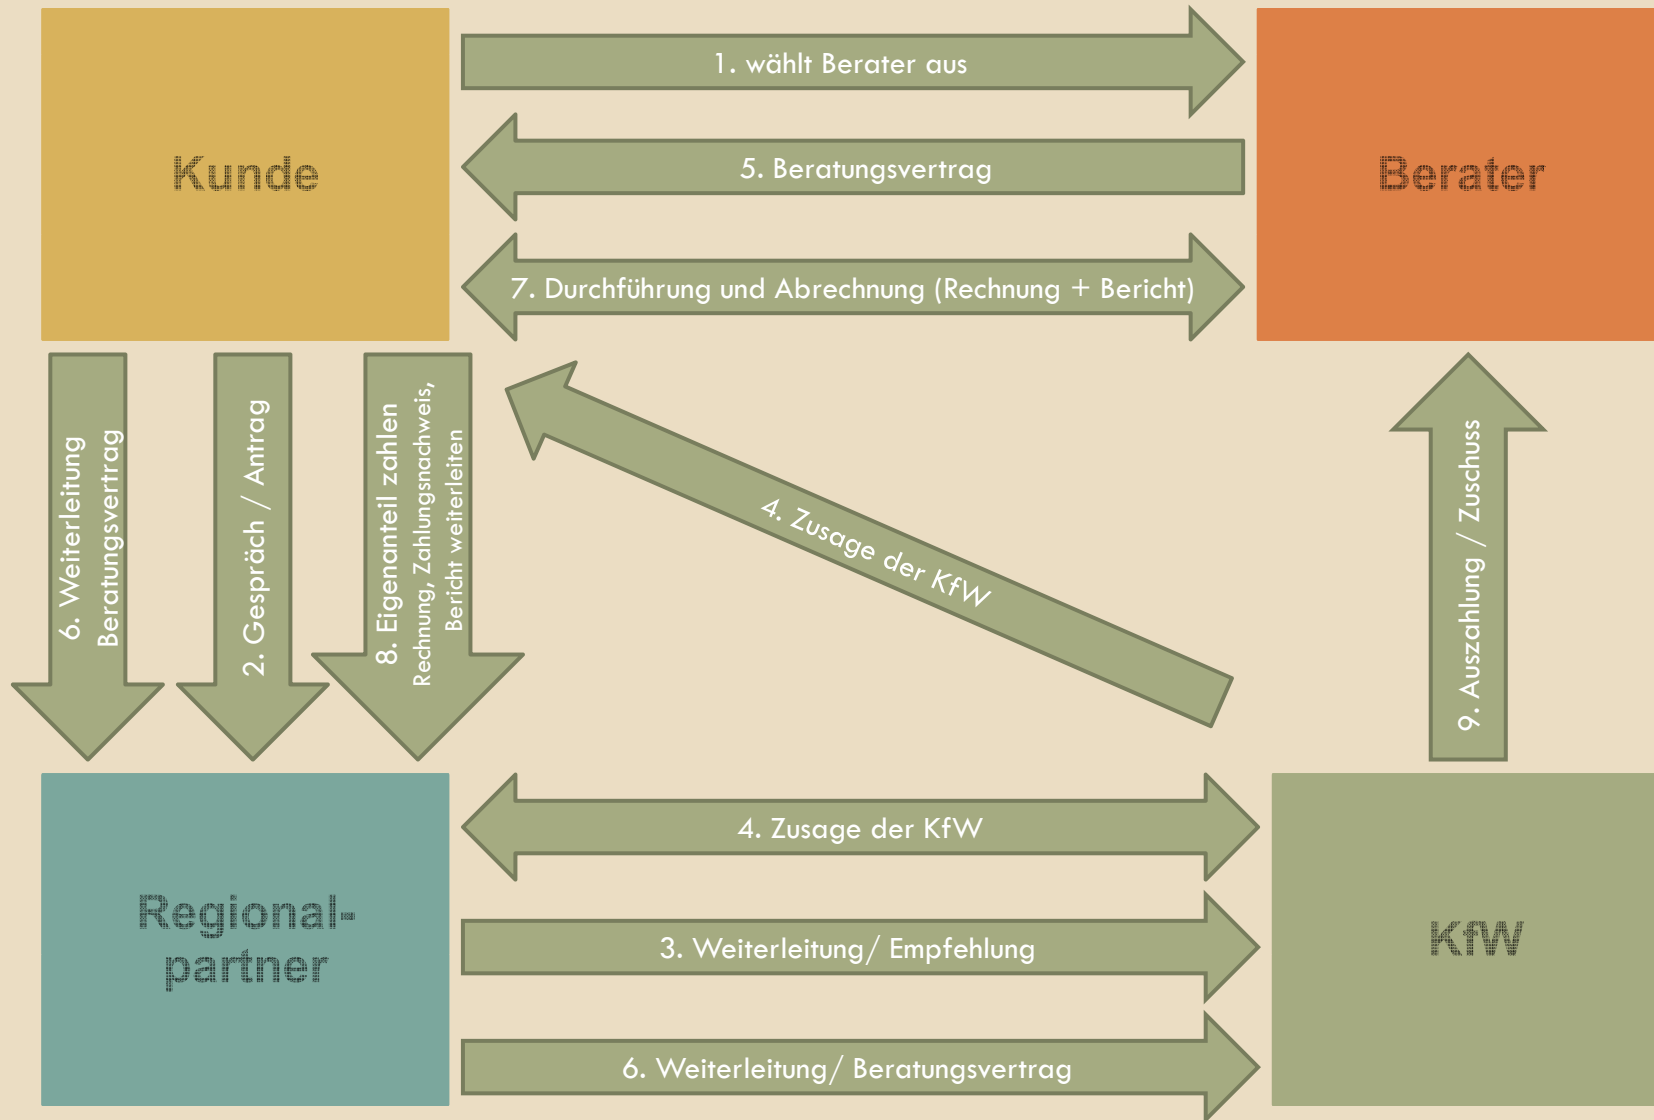 1. wählt Berater aus
Kunde
5. Beratungsvertrag
Berater
7. Durchführung und Abrechnung (Rechnung + Bericht)
6. Weiterleitung
Beratungsvertrag
2. Gespräch / Antrag
8. Eigenanteil zahlen
Rechnung, Zahlungsnachweis,
Bericht weiterleiten
4. Zusage der KfW
9. Auszahlung / Zuschuss
4. Zusage der KfW
Regional-
partner
3. Weiterleitung/ Empfehlung
KfW
6. Weiterleitung/ Beratungsvertrag